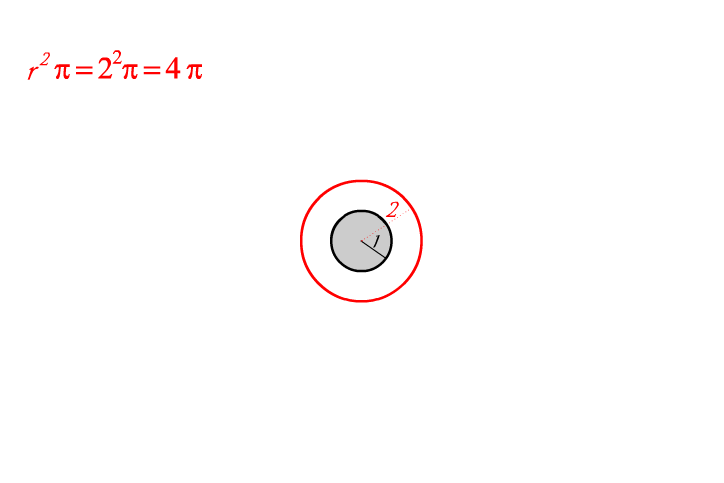 r² π = 2²π = 4 π
2
1